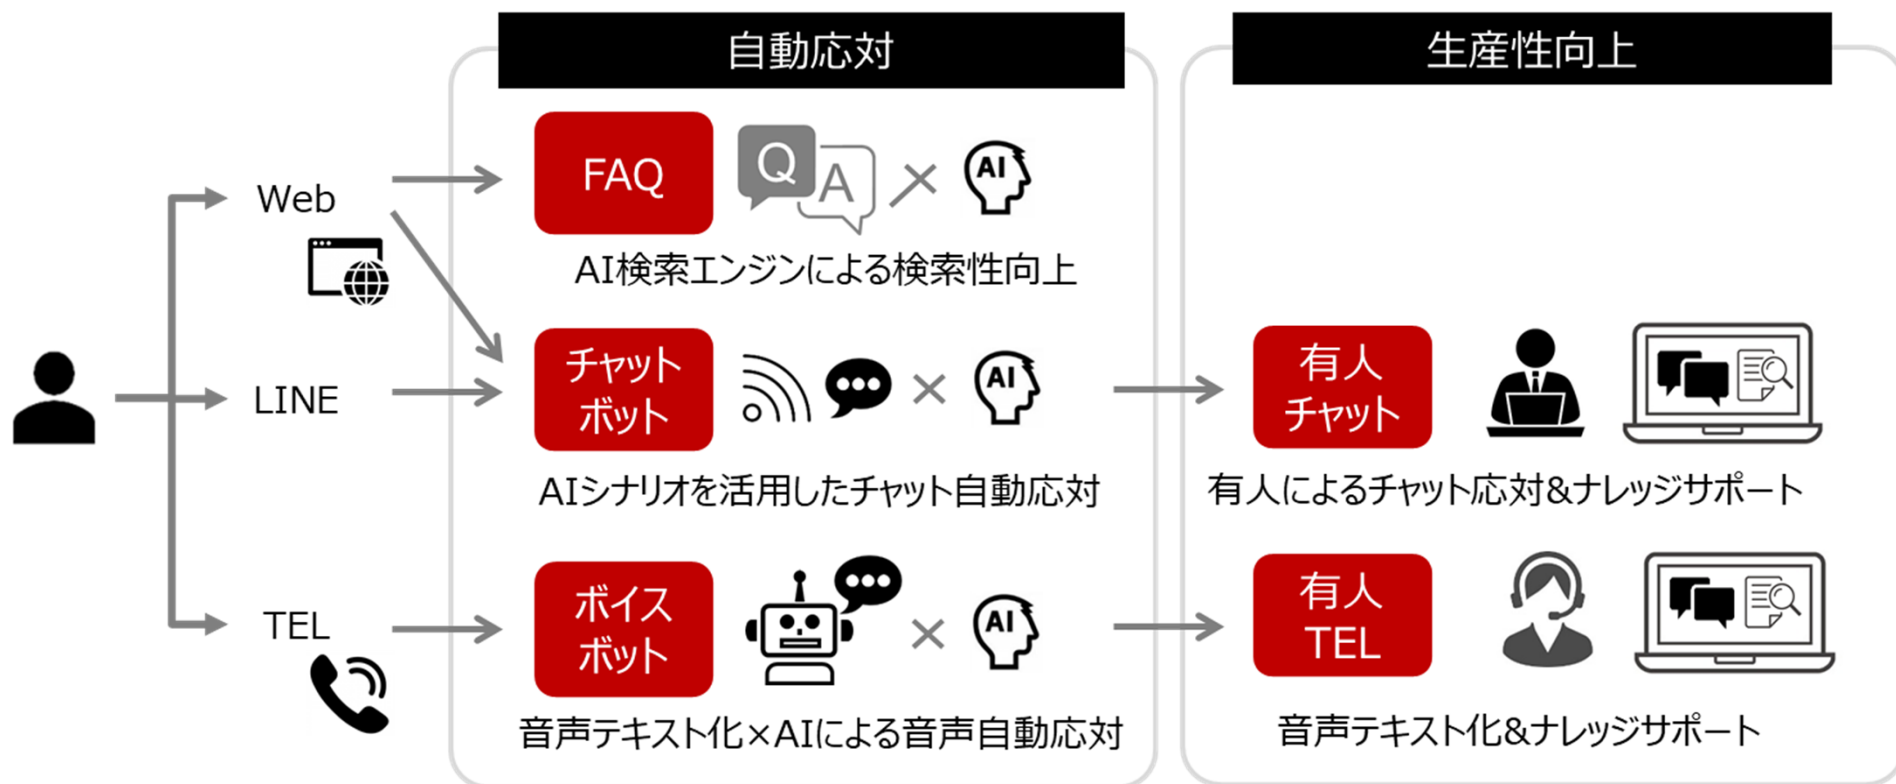 自動応対
生産性向上
Web
FAQ
Q
A
AI
AI検索エンジンによる検索性向上
LINE
チャット
ボット
AI
AIシナリオを活用したチャット自動応対
有人
チャット
有人によるチャット応対&ナレッジサポート
TEL
ボイス
ボット
AI
音声テキスト化×AIによる音声自動応対
有人
TEL
音声テキスト化&ナレッジサポート